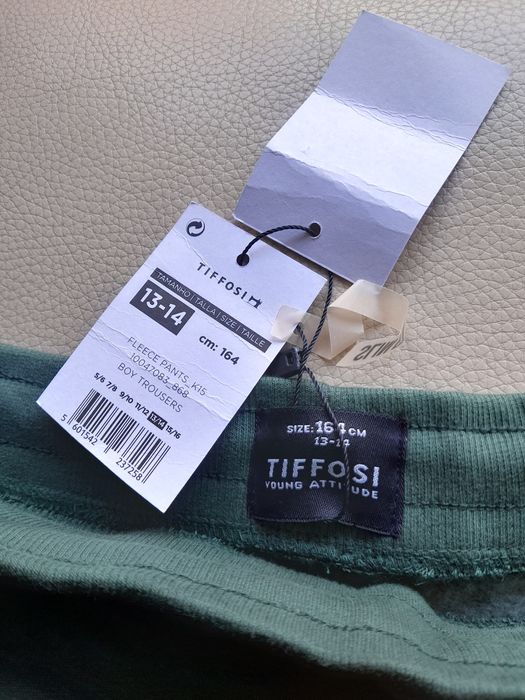 TIFFOSI
TAMANHO | TALLA | SIZE | TAILLE
13-14
cm: 164
FLEECE PANTS_K15
10047083_868
BOY TROUSERS
5/6 7/8 9/10 11/12 13/14 15/16
5 601542 237258
SIZE: 164 CM
13-14
TIFFOSI
YOUNG ATTITUDE